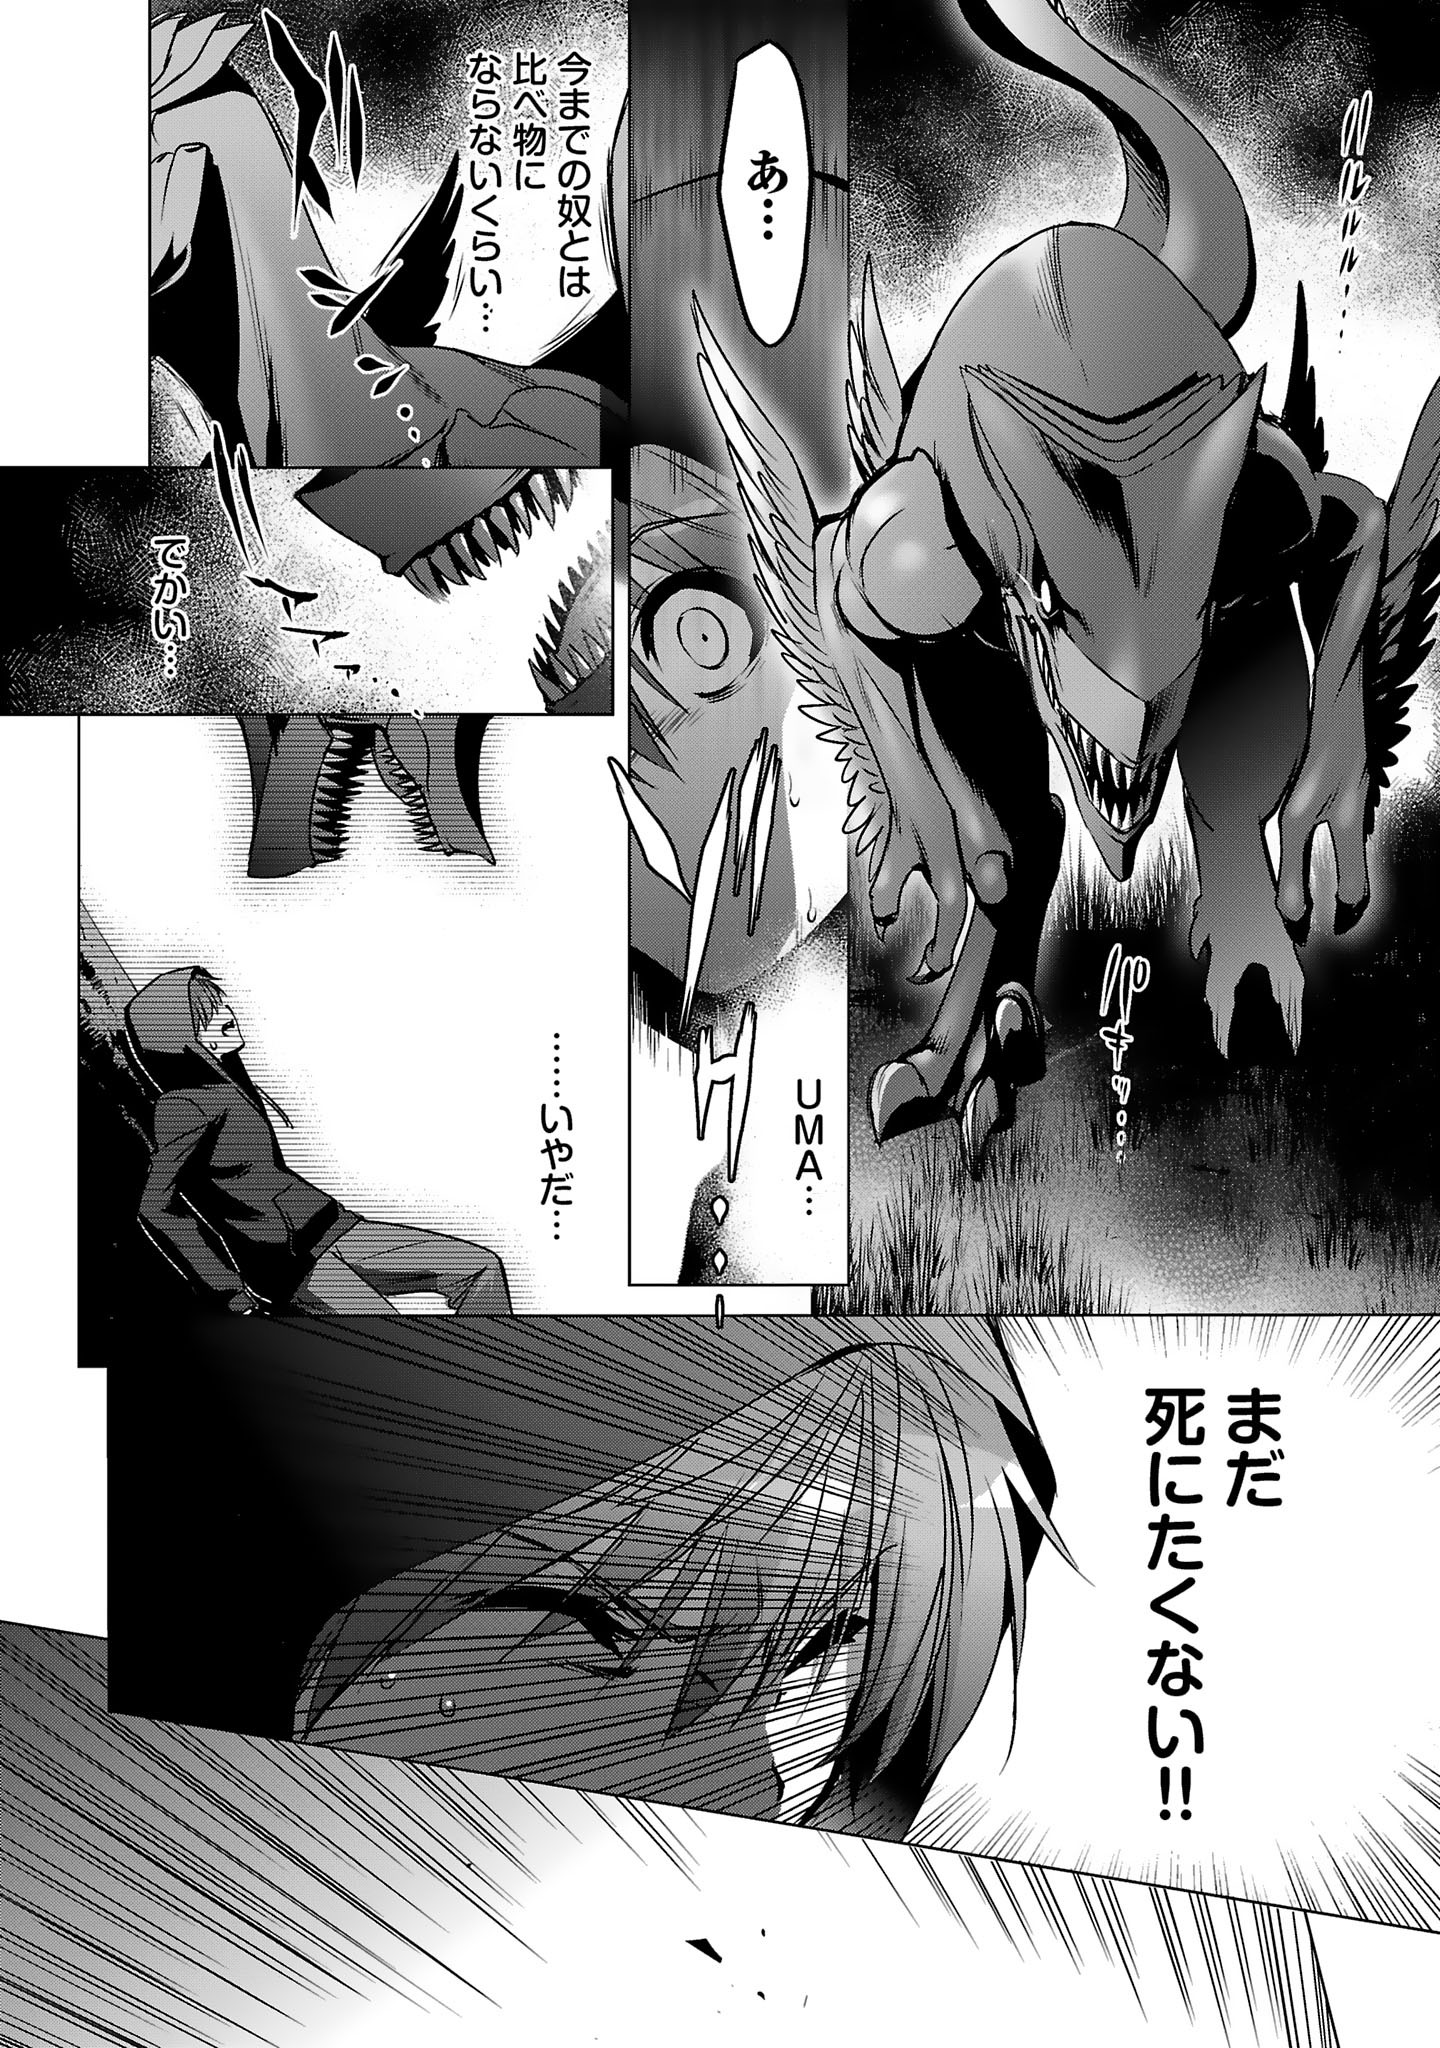 グルルルル…
パキッ…
あ…
UMA…
今までの奴とは
比べ物に
ならないくらい…
でかい…
……いやだ…
まだ
死にたくない!!